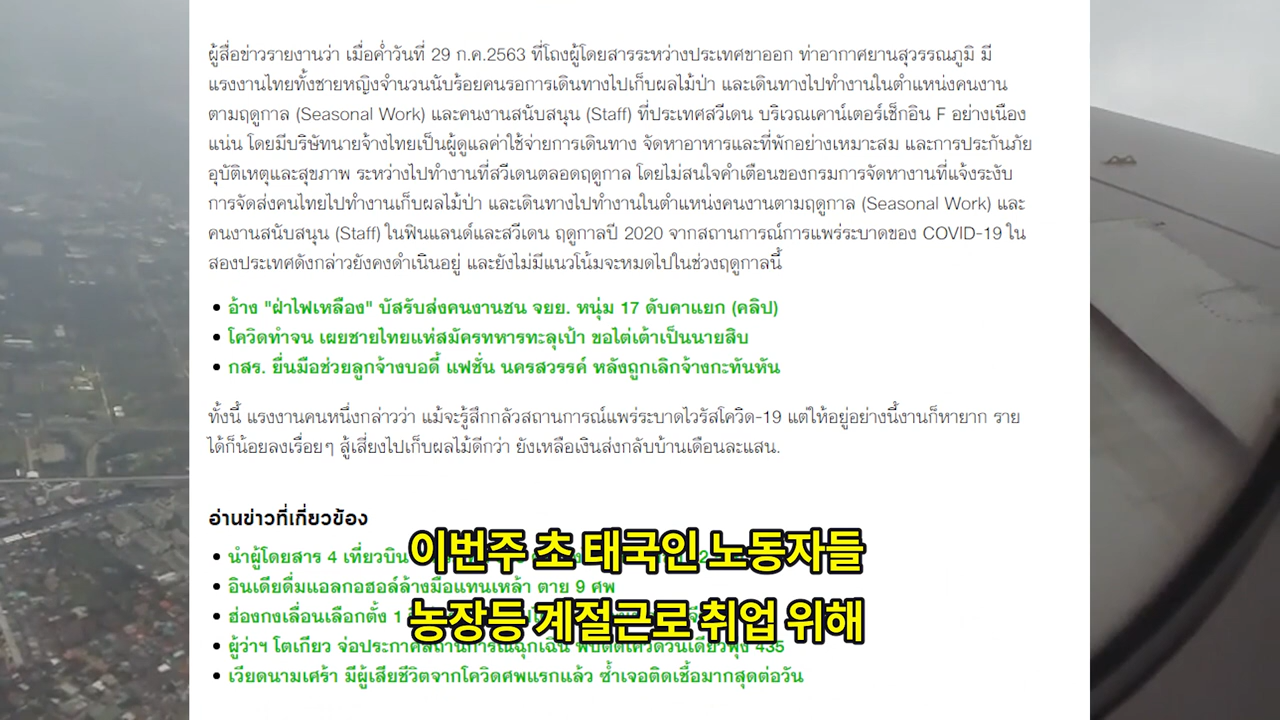 ผู้สื่อข่าวรายงานว่า เมื่อค่ำวันที่ 29 ก.ค.2563 ที่โถงผู้โดยสารระหว่างประเทศขาออก ท่าอากาศยานสุวรรณภูมิ มี
แรงงานไทยทั้งชายหญิงจำนวนนับร้อยคนรอการเดินทางไปเก็บผลไม้ป่า และเดินทางไปทำงานในตำแหน่งคนงาน
ตามฤดูกาล (Seasonal Work) และคนงานสนับสนุน (Staff) ที่ประเทศสวีเดน บริเวณเคาน์เตอร์เช็กอิน F อย่างเนือง
แน่น โดยมีบริษัทนายจ้างไทยเป็นผู้ดูแลค่าใช้จ่ายการเดินทาง จัดหาอาหารและที่พักอย่างเหมาะสม และการประกันภัย
อุบัติเหตุและสุขภาพ ระหว่างไปทำงานที่สวีเดนตลอดฤดูกาล โดยไม่สนใจคำเตือนของกรมการจัดหางานที่แจ้งระงับ
การจัดส่งคนไทยไปทำงานเก็บผลไม้ป่า และเดินทางไปทำงานในตำแหน่งคนงานตามฤดูกาล (Seasonal Work) และ
คนงานสนับสนุน (Staff) ในฟินแลนด์และสวีเดน ฤดูกาลปี 2020 จากสถานการณ์การแพร่ระบาดของ COVID-19 ใน
สองประเทศดังกล่าวยังคงดำเนินอยู่ และยังไม่มีแนวโน้มจะหมดไปในช่วงฤดูกาลนี้
• อ้าง "ฝ่าไฟเหลือง" บัสรับส่งคนงานชน จยย. หนุ่ม 17 ดับคาแยก (คลิป)
• โควิดทำจน เผยชายไทยแห่สมัครทหารทะลุเป้า ขอไต่เต้าเป็นนายสิบ
• กสร. ยื่นมือช่วยลูกจ้างบอดี้ แฟชั่น นครสวรรค์ หลังถูกเลิกจ้างกะทันหัน
ทั้งนี้ แรงงานคนหนึ่งกล่าวว่า แม้จะรู้สึกกลัวสถานการณ์แพร่ระบาดไวรัสโควิด-19 แต่ให้อยู่อย่างนี้งานก็หายาก ราย
ได้ก็น้อยลงเรื่อยๆ สู้เสี่ยงไปเก็บผลไม้ดีกว่า ยังเหลือเงินส่งกลับบ้านเดือนละแสน.
อ่านข่าวที่เกี่ยวข้อง
• นำผู้โดยสาร 4 เที่ยวบิน
이번주 초 태국인 노동자들
• อินเดียดื่มแอลกอฮอล์ล้างมือแทนเหล้า ตาย 9 ศพ
• ฮ่องกงเลื่อนเลือกตั้ง 1
농장등 계절근로 취업 위해
• ผู้ว่าฯ โตเกียว จ่อประกาศสถานการณ์ฉุกเฉิน พบติดโควิดวันเดียวพุ่ง 435
• เวียดนามเศร้า มีผู้เสียชีวิตจากโควิดศพแรกแล้ว ซ้ำเจอติดเชื้อมากสุดต่อวัน